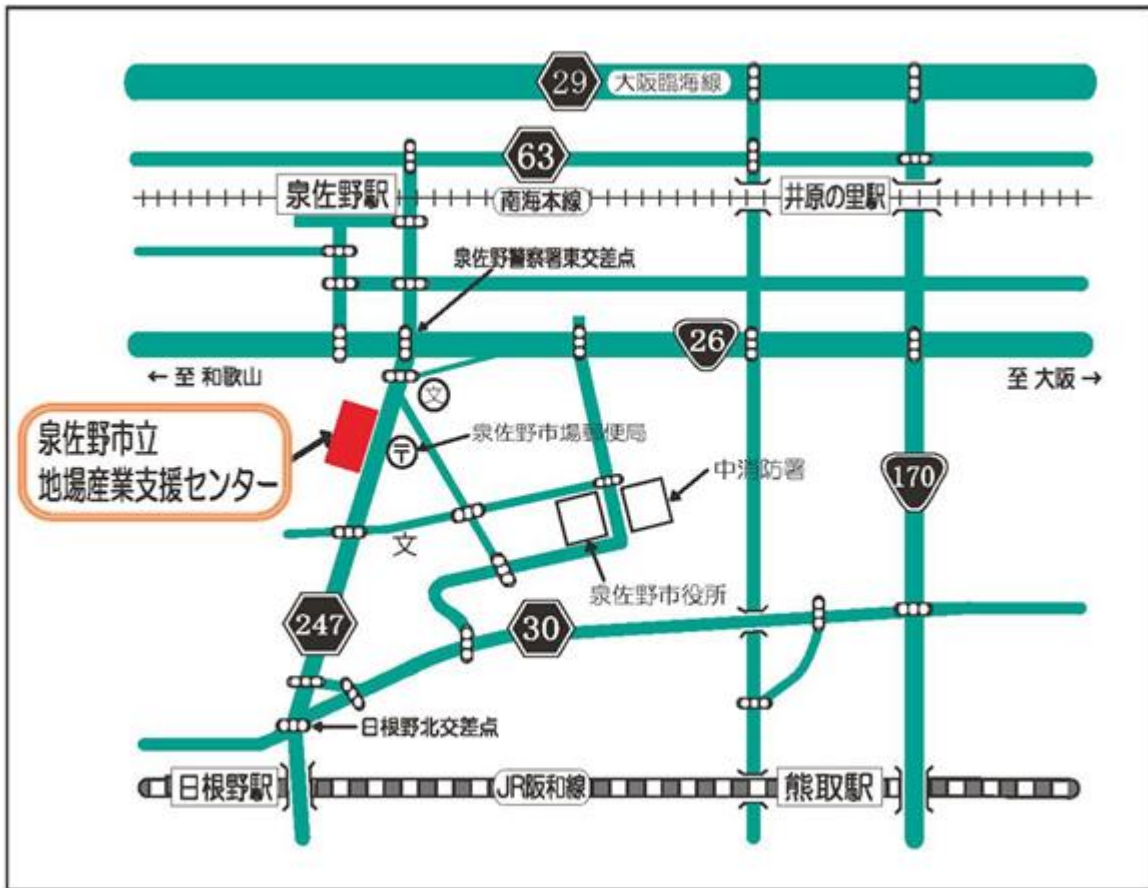 29
大阪臨海線
63
泉佐野駅
南海本線
井原の里駅
泉佐野警察署東交差点
26
← 至 和歌山
至 大阪 →
文
泉佐野市立
地場産業支援センター
〒
泉佐野市場郵便局
中消防署
170
文
泉佐野市役所
247
30
日根野北交差点
日根野駅
JR阪和線
熊取駅